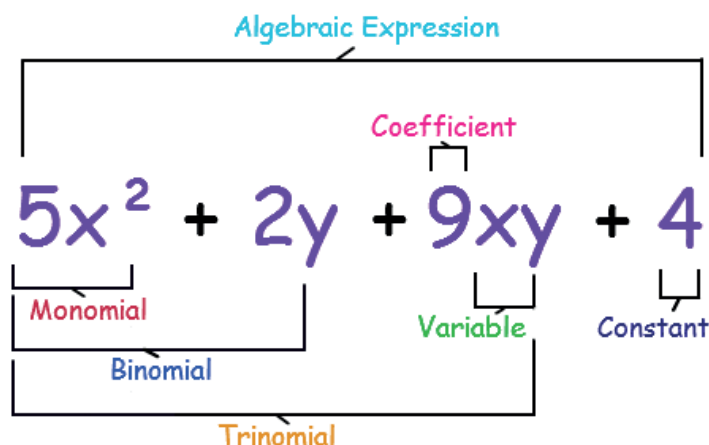 Algebraic Expression
Coefficient
5x² + 2y + 9xy + 4
Monomial
Variable
Constant
Binomial
Trinomial